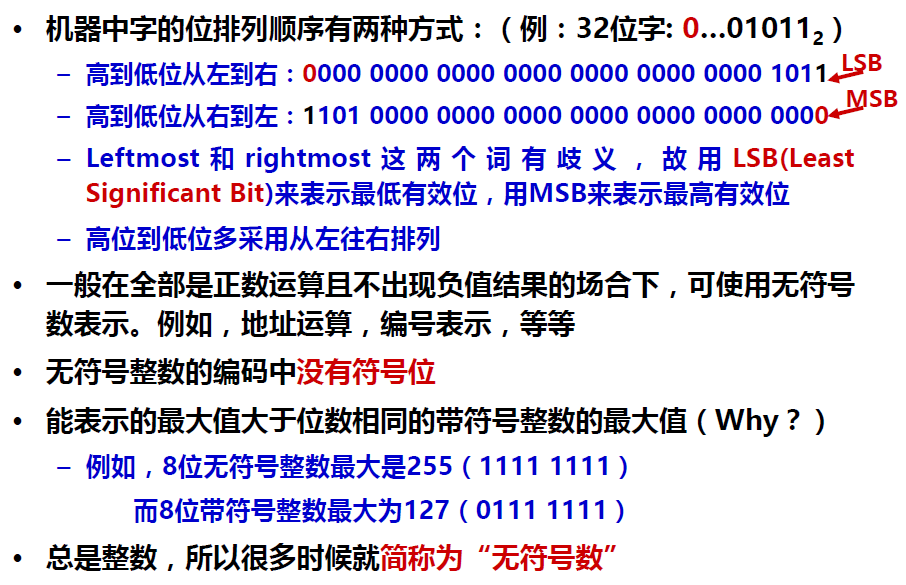 • 机器中字的位排列顺序有两种方式：（例：32位字: 0…01011₂）
– 高到低位从左到右：0000 0000 0000 0000 0000 0000 0000 1011 LSB
– 高到低位从右到左：1101 0000 0000 0000 0000 0000 0000 0000 MSB
– Leftmost 和 rightmost 这两个词有歧义，故用 LSB(Least
Significant Bit)来表示最低有效位，用MSB来表示最高有效位
– 高位到低位多采用从左往右排列
• 一般在全部是正数运算且不出现负值结果的场合下，可使用无符号
数表示。例如，地址运算，编号表示，等等
• 无符号整数的编码中没有符号位
• 能表示的最大值大于位数相同的带符号整数的最大值（Why？）
– 例如，8位无符号整数最大是255（1111 1111）
而8位带符号整数最大为127（0111 1111）
• 总是整数，所以很多时候就简称为“无符号数”